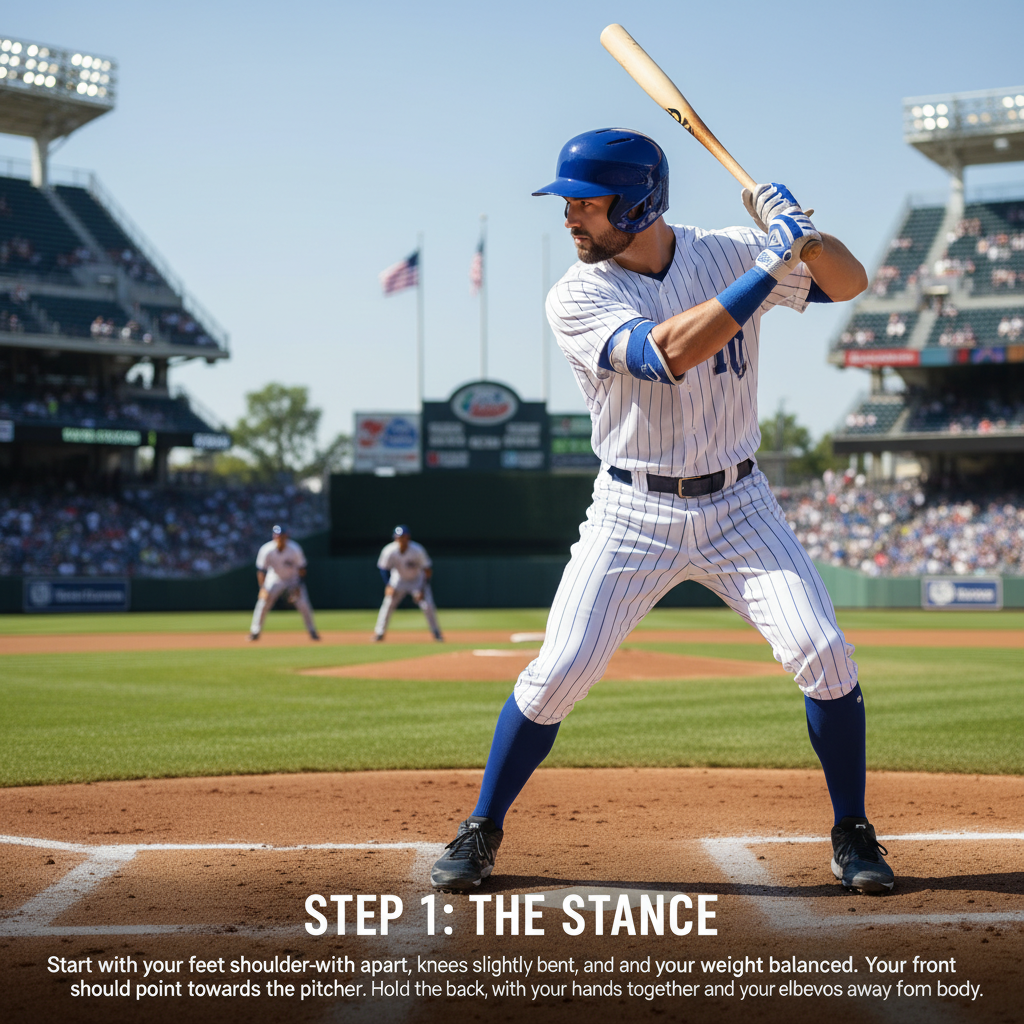 10
STEP 1: THE STANCE
Start with your feet shoulder-with apart, knees slightly bent, and and your weight balanced. Your front
should point towards the pitcher. Hold the back, with your hands together and your elbevos away fom body.